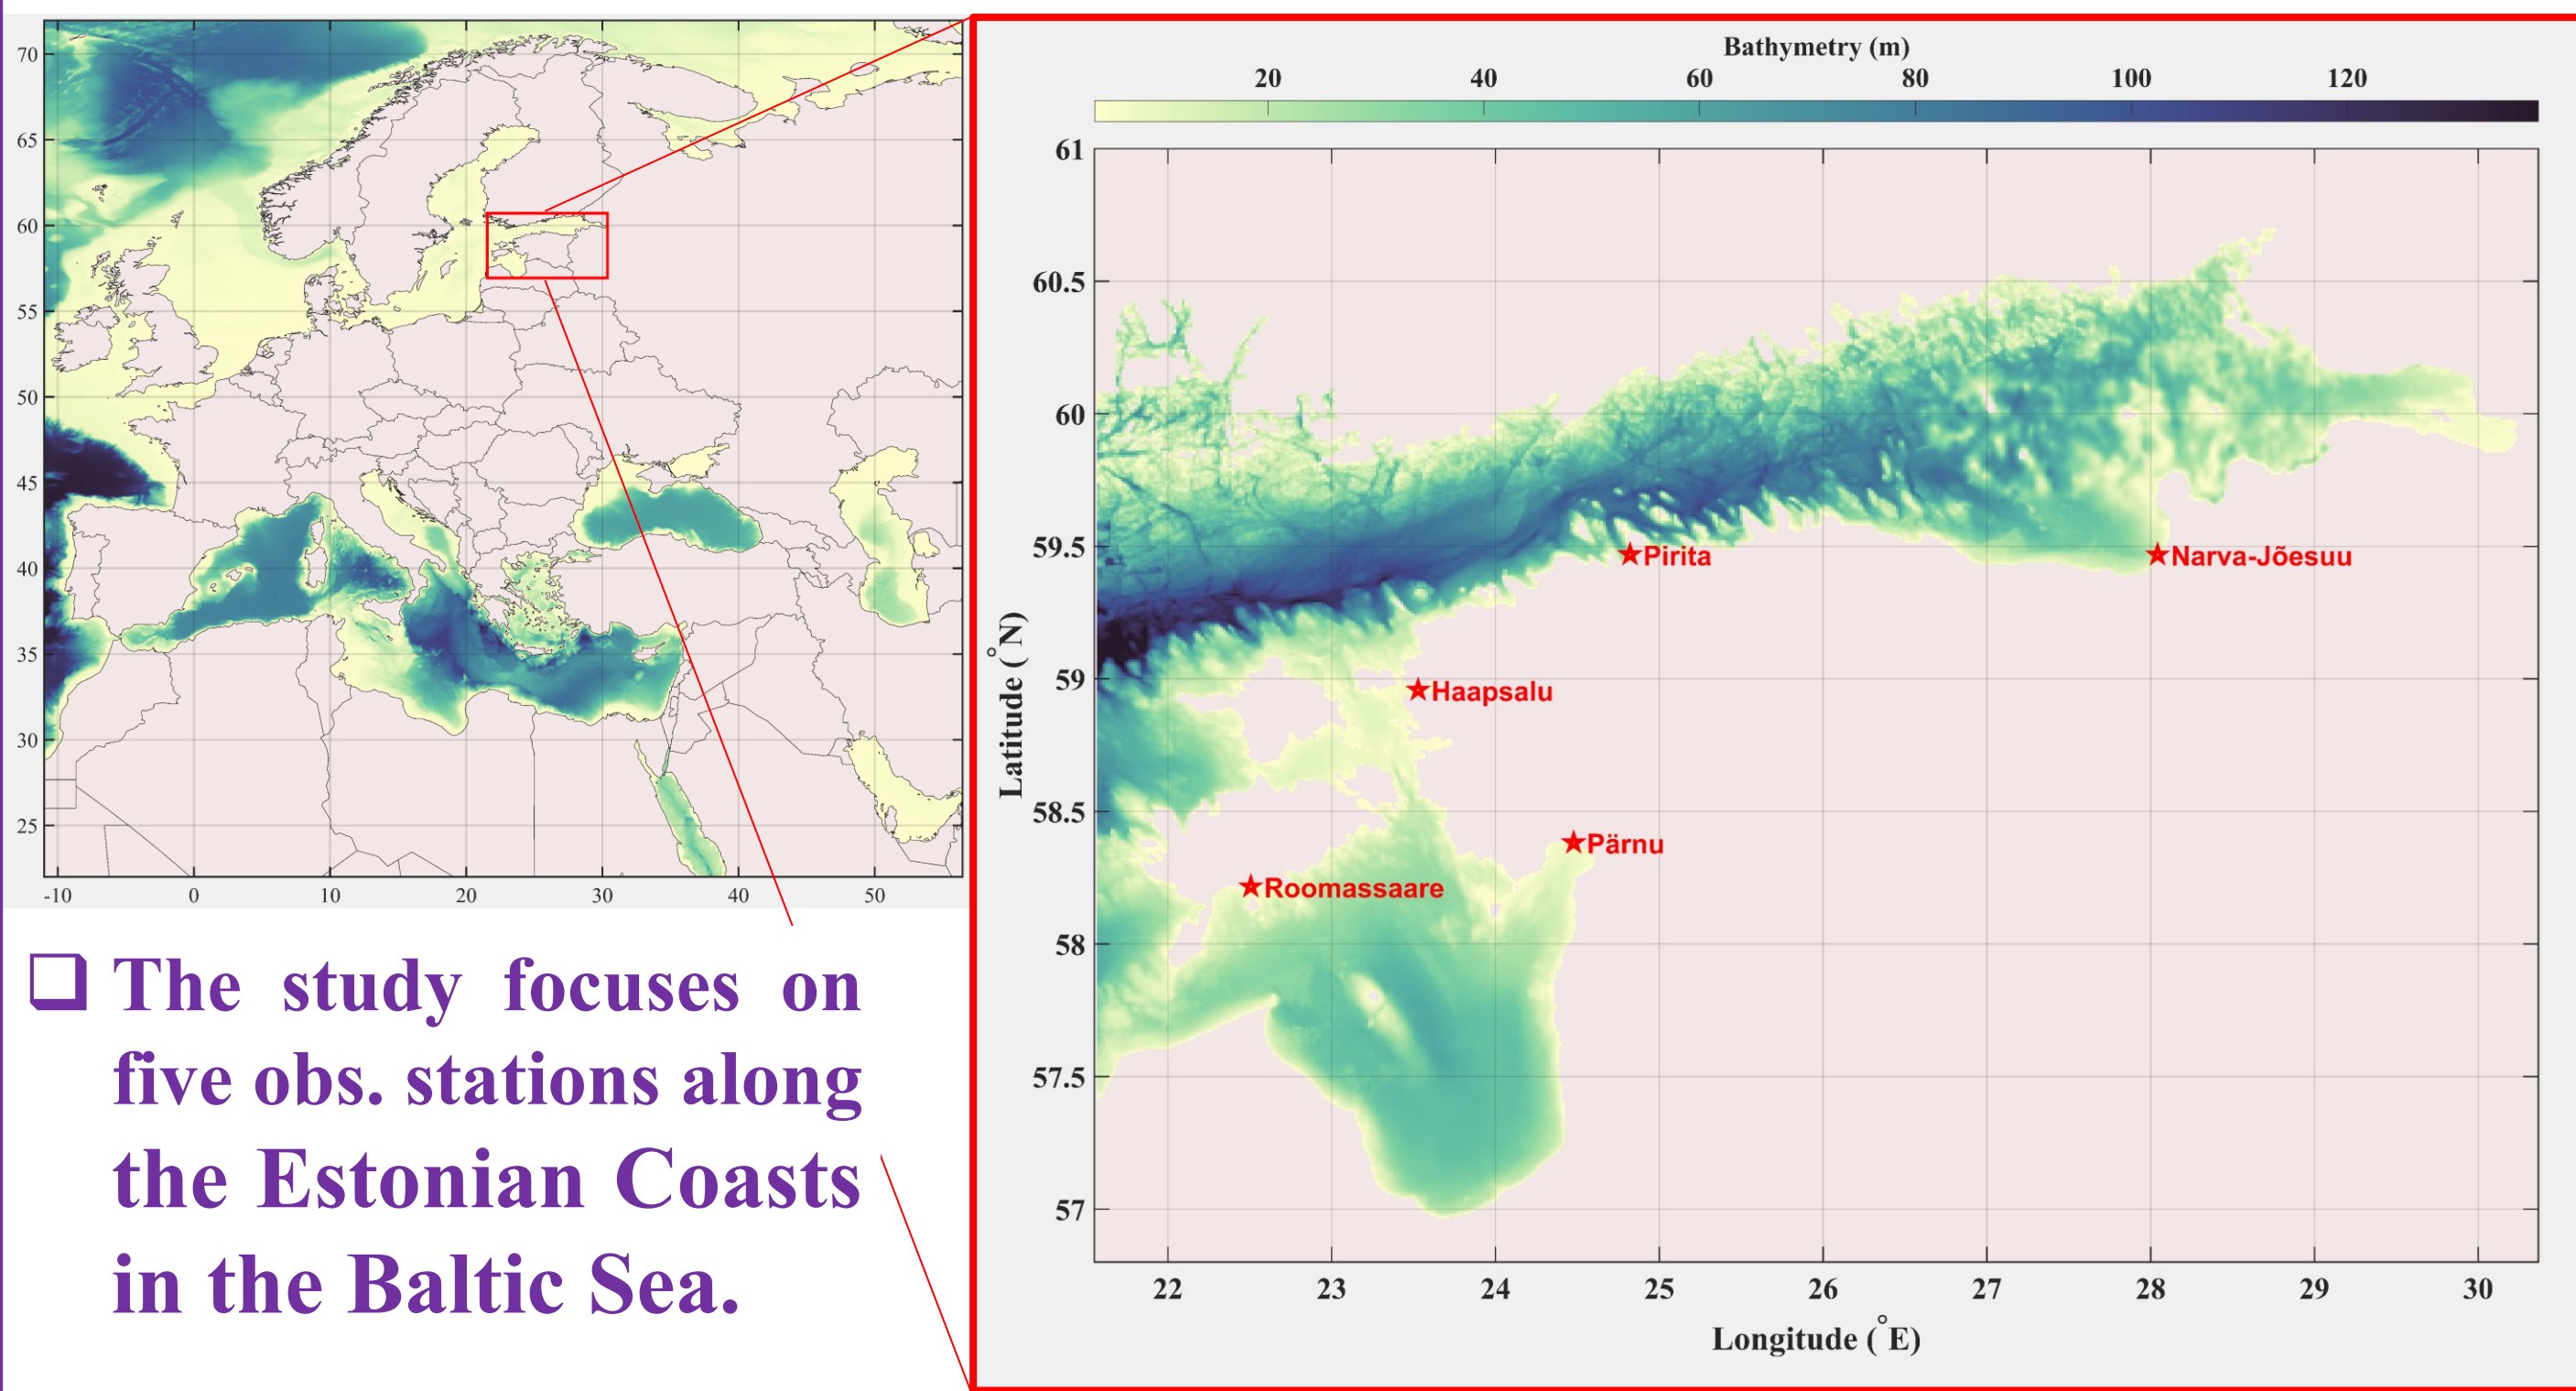 70
65
60
55
50
45
40
35
30
25
-10 0 10 20 30 40 50
❑ The study focuses on
five obs. stations along
the Estonian Coasts
in the Baltic Sea.
Bathymetry (m)
20 40 60 80 100 120
61
60.5
60
59.5
59
58.5
58
57.5
57
Latitude (°N)
Pirita
Narva-Jõesuu
Haapsalu
Pärnu
Roomassaare
22 23 24 25 26 27 28 29 30
Longitude (°E)